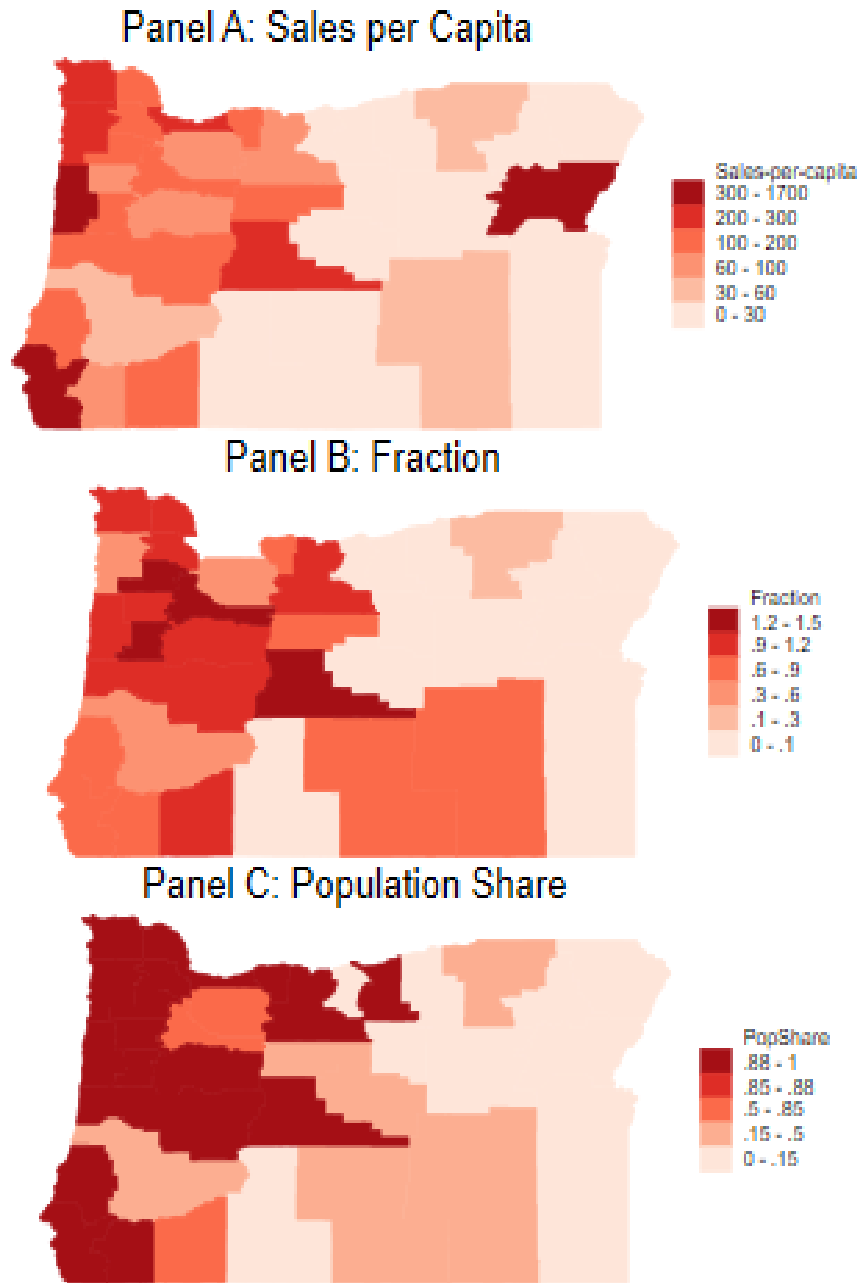 Panel A: Sales per Capita
Sales-per-capita
300 - 1700
200 - 300
100 - 200
60 - 100
30 - 60
0 - 30
Panel B: Fraction
Fraction
1.2 - 1.5
.9 - 1.2
.6 - .9
.3 - .6
.1 - .3
0 - .1
Panel C: Population Share
PopShare
.88 - 1
.85 - .88
.5 - .85
.15 - .5
0 - .15